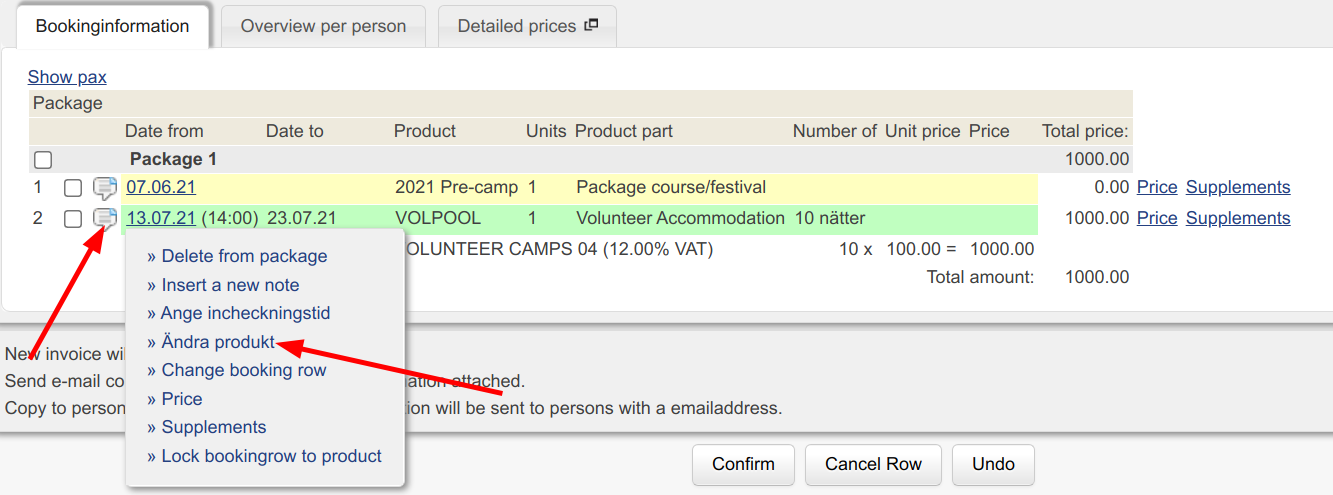 Bookinginformation Overview per person Detailed prices
Show pax
Package
Date from Date to Product Units Product part Number of Unit price Price Total price:
Package 1 1000.00
1 07.06.21 2021 Pre-camp 1 Package course/festival 0.00 Price Supplements
2 13.07.21 (14:00) 23.07.21 VOLPOOL 1 Volunteer Accommodation 10 nätter 1000.00 Price Supplements
OLUNTEER CAMPS 04 (12.00% VAT) 10 x 100.00 = 1000.00
Total amount: 1000.00
» Delete from package
» Insert a new note
» Ange incheckningstid
» Ändra produkt
» Change booking row
» Price
» Supplements
» Lock bookingrow to product
New invoice wil
Send e-mail co ation attached.
Copy to person tion will be sent to persons with a emailaddress.
Confirm Cancel Row Undo